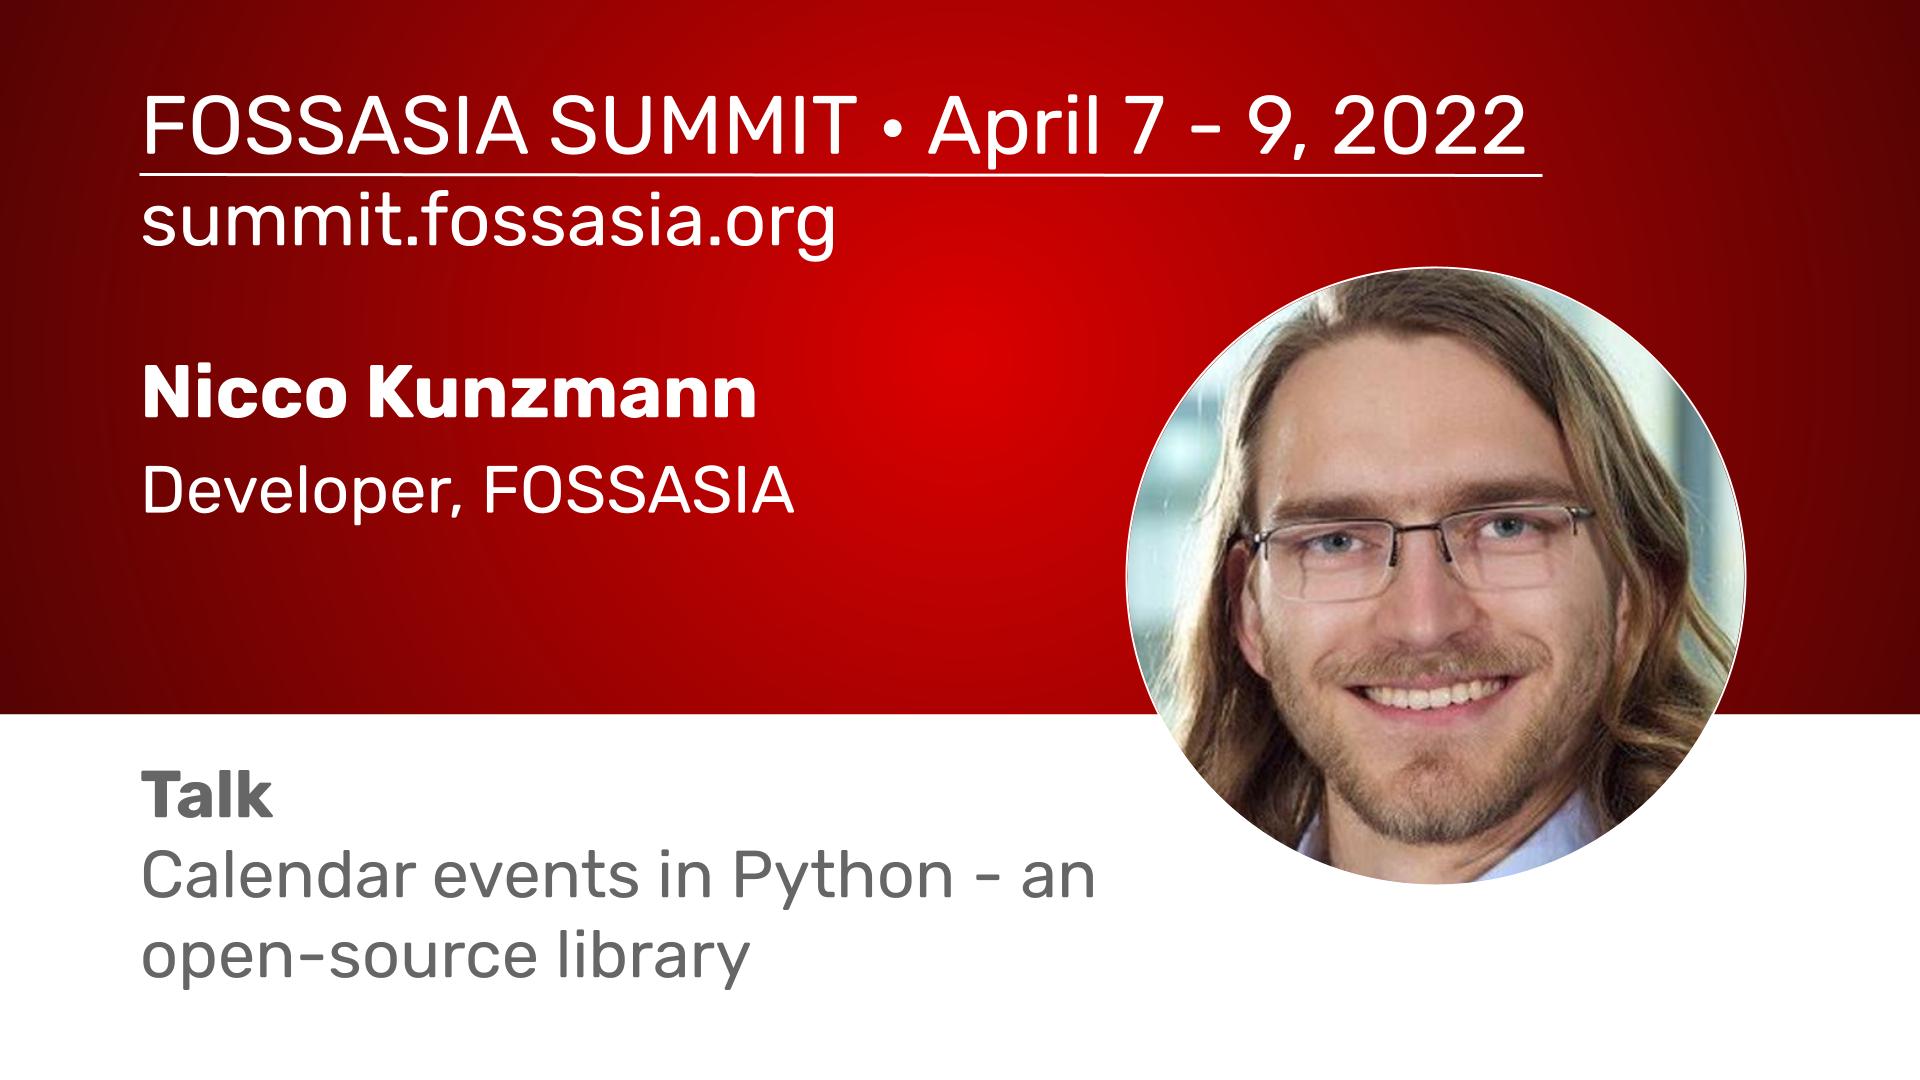 FOSSASIA SUMMIT • April 7 - 9, 2022
summit.fossasia.org
Nicco Kunzmann
Developer, FOSSASIA
Talk
Calendar events in Python - an
open-source library